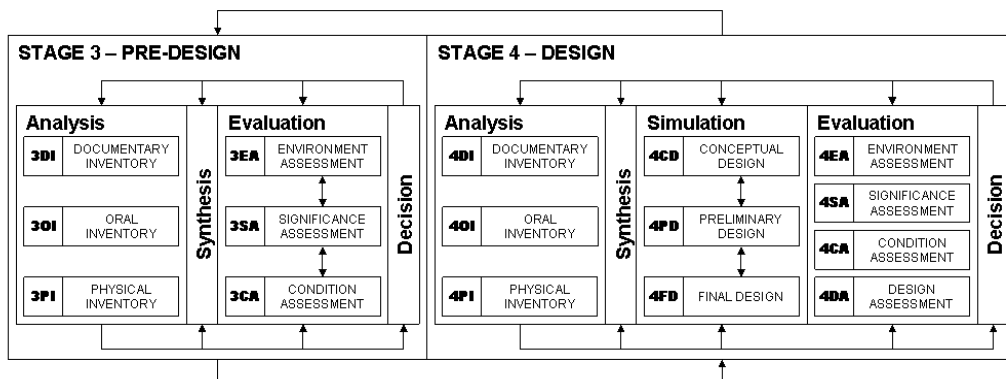 STAGE 3 – PRE-DESIGN
Analysis
3DI DOCUMENTARY
INVENTORY
3OI ORAL
INVENTORY
3PI PHYSICAL
INVENTORY
Synthesis
Evaluation
3EA ENVIRONMENT
ASSESSMENT
3SA SIGNIFICANCE
ASSESSMENT
3CA CONDITION
ASSESSMENT
Decision
STAGE 4 – DESIGN
Analysis
4DI DOCUMENTARY
INVENTORY
4OI ORAL
INVENTORY
4PI PHYSICAL
INVENTORY
Synthesis
Simulation
4CD CONCEPTUAL
DESIGN
4PD PRELIMINARY
DESIGN
4FD FINAL DESIGN
Evaluation
4EA ENVIRONMENT
ASSESSMENT
4SA SIGNIFICANCE
ASSESSMENT
4CA CONDITION
ASSESSMENT
4DA DESIGN
ASSESSMENT
Decision